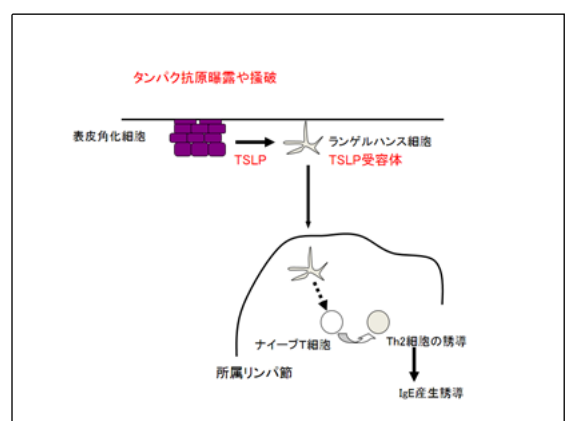 タンパク抗原曝露や掻破
表皮角化細胞
ランゲルハンス細胞
TSLP
TSLP受容体
ナイーブT細胞
Th2細胞の誘導
所属リンパ節
IgE産生誘導